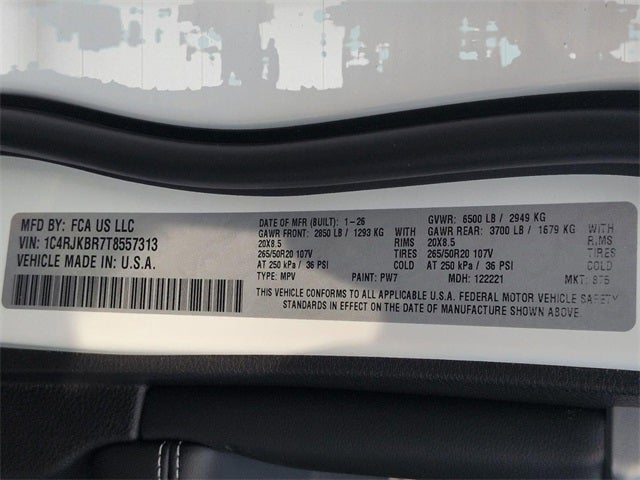 MFD BY: FCA US LLC
VIN: 1C4RJKBR7T8557313
VEHICLE MADE IN: U.S.A.
DATE OF MFR (BUILT): 1-26
GAWR FRONT: 2850 LB / 1293 KG WITH
20X8.5 RIMS
265/50R20 107V TIRES
AT 250 kPa / 36 PSI COLD
TYPE: MPV PAINT: PW7
GVWR: 6500 LB / 2949 KG
GAWR REAR: 3700 LB / 1679 KG WITH
20X8.5 RIMS
265/50R20 107V TIRES
AT 250 kPa / 36 PSI COLD
MDH: 122221 MKT:
THIS VEHICLE CONFORMS TO ALL APPLICABLE U.S.A. FEDERAL MOTOR VEHICLE SAFETY
STANDARDS IN EFFECT ON THE DATE OF MANUFACTURE SHOWN ABOVE.